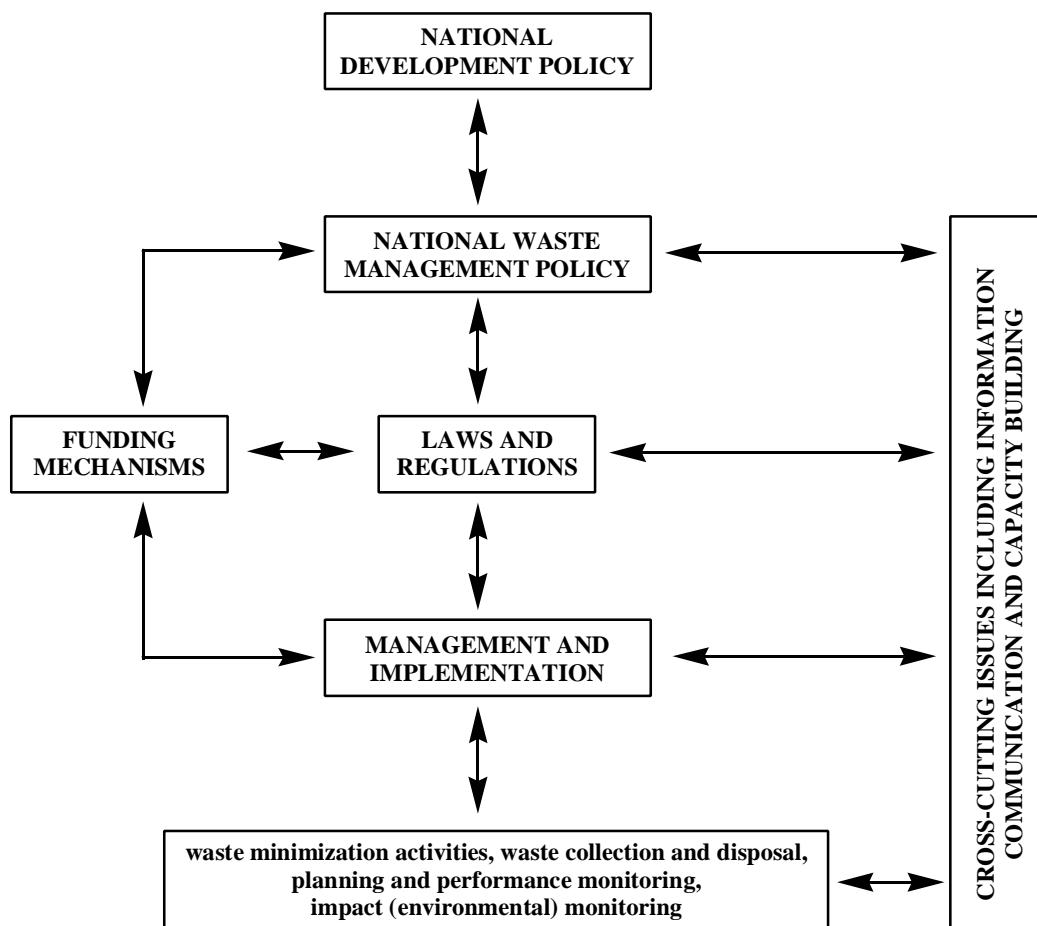 NATIONAL
DEVELOPMENT POLICY
NATIONAL WASTE
MANAGEMENT POLICY
FUNDING
MECHANISMS
LAWS AND
REGULATIONS
MANAGEMENT AND
IMPLEMENTATION
waste minimization activities, waste collection and disposal,
planning and performance monitoring,
impact (environmental) monitoring
CROSS-CUTTING ISSUES INCLUDING INFORMATION
COMMUNICATION AND CAPACITY BUILDING